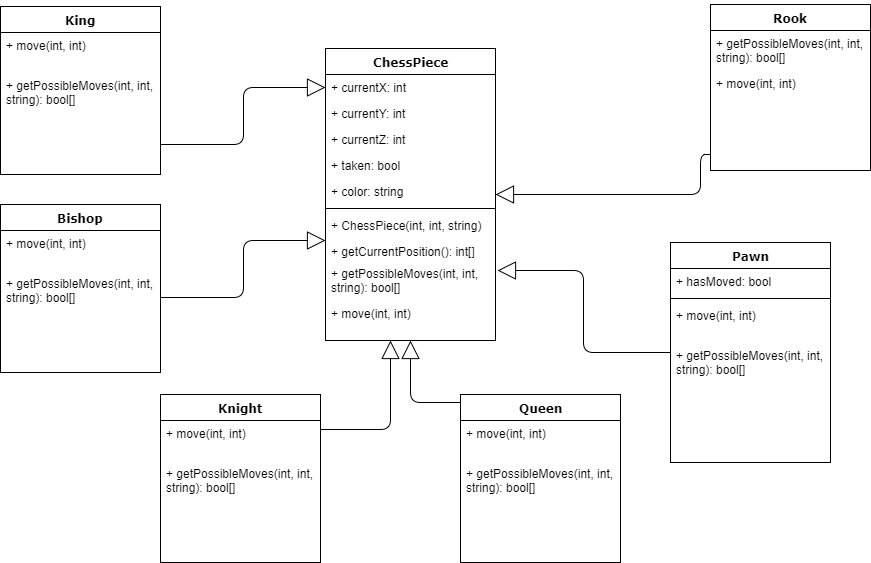 King
+ move(int, int)
+ getPossibleMoves(int, int,
string): bool[]
ChessPiece
+ currentX: int
+ currentY: int
+ currentZ: int
+ taken: bool
+ color: string
+ ChessPiece(int, int, string)
+ getCurrentPosition(): int[]
+ getPossibleMoves(int, int,
string): bool[]
+ move(int, int)
Rook
+ getPossibleMoves(int, int,
string): bool[]
+ move(int, int)
Bishop
+ move(int, int)
+ getPossibleMoves(int, int,
string): bool[]
Pawn
+ hasMoved: bool
+ move(int, int)
+ getPossibleMoves(int, int,
string): bool[]
Knight
+ move(int, int)
+ getPossibleMoves(int, int,
string): bool[]
Queen
+ move(int, int)
+ getPossibleMoves(int, int,
string): bool[]